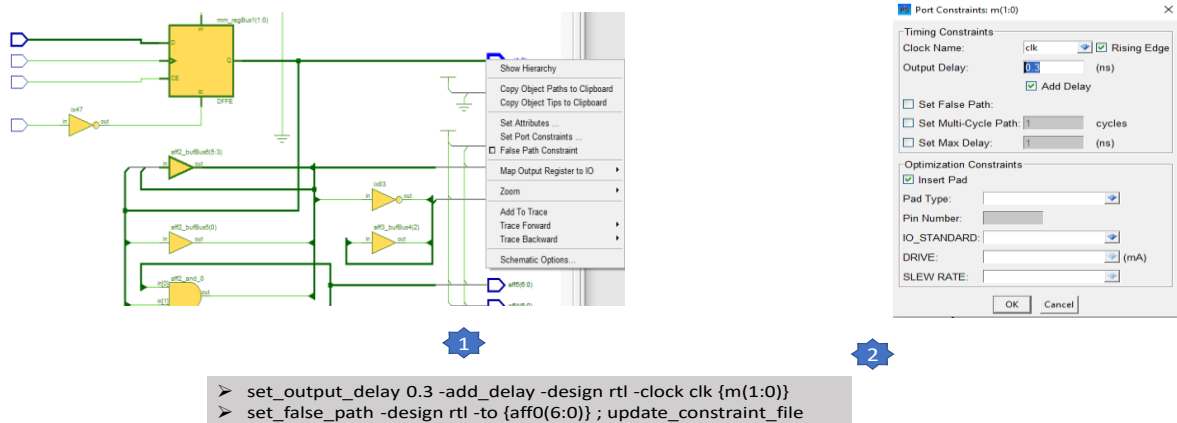 mm_regBus1(1:0)
D
Q
CE
R
DFFE
ix47
in
out
aff2_bufBus6(5:3)
in
out
ix83
in
out
aff2_bufBus5(0)
in
out
aff3_bufBus4(2)
in
out
aff2_and_0
in[0]
in[1]
out
Show Hierarchy
Copy Object Paths to Clipboard
Copy Object Tips to Clipboard
Set Attributes ...
Set Port Constraints ...
False Path Constraint
Map Output Register to IO
Zoom
Add To Trace
Trace Forward
Trace Backward
Schematic Options...
aff5(6:0)
PS Port Constraints: m(1:0)
Timing Constraints
Clock Name: clk Rising Edge
Output Delay: 0.3 (ns)
Add Delay
Set False Path:
Set Multi-Cycle Path: 1 cycles
Set Max Delay: 1 (ns)
Optimization Constraints
Insert Pad
Pad Type:
Pin Number:
IO_STANDARD:
DRIVE: (mA)
SLEW RATE:
OK Cancel
1
2
➢ set_output_delay 0.3 -add_delay -design rtl -clock clk {m(1:0)}
➢ set_false_path -design rtl -to {aff0(6:0)} ; update_constraint_file